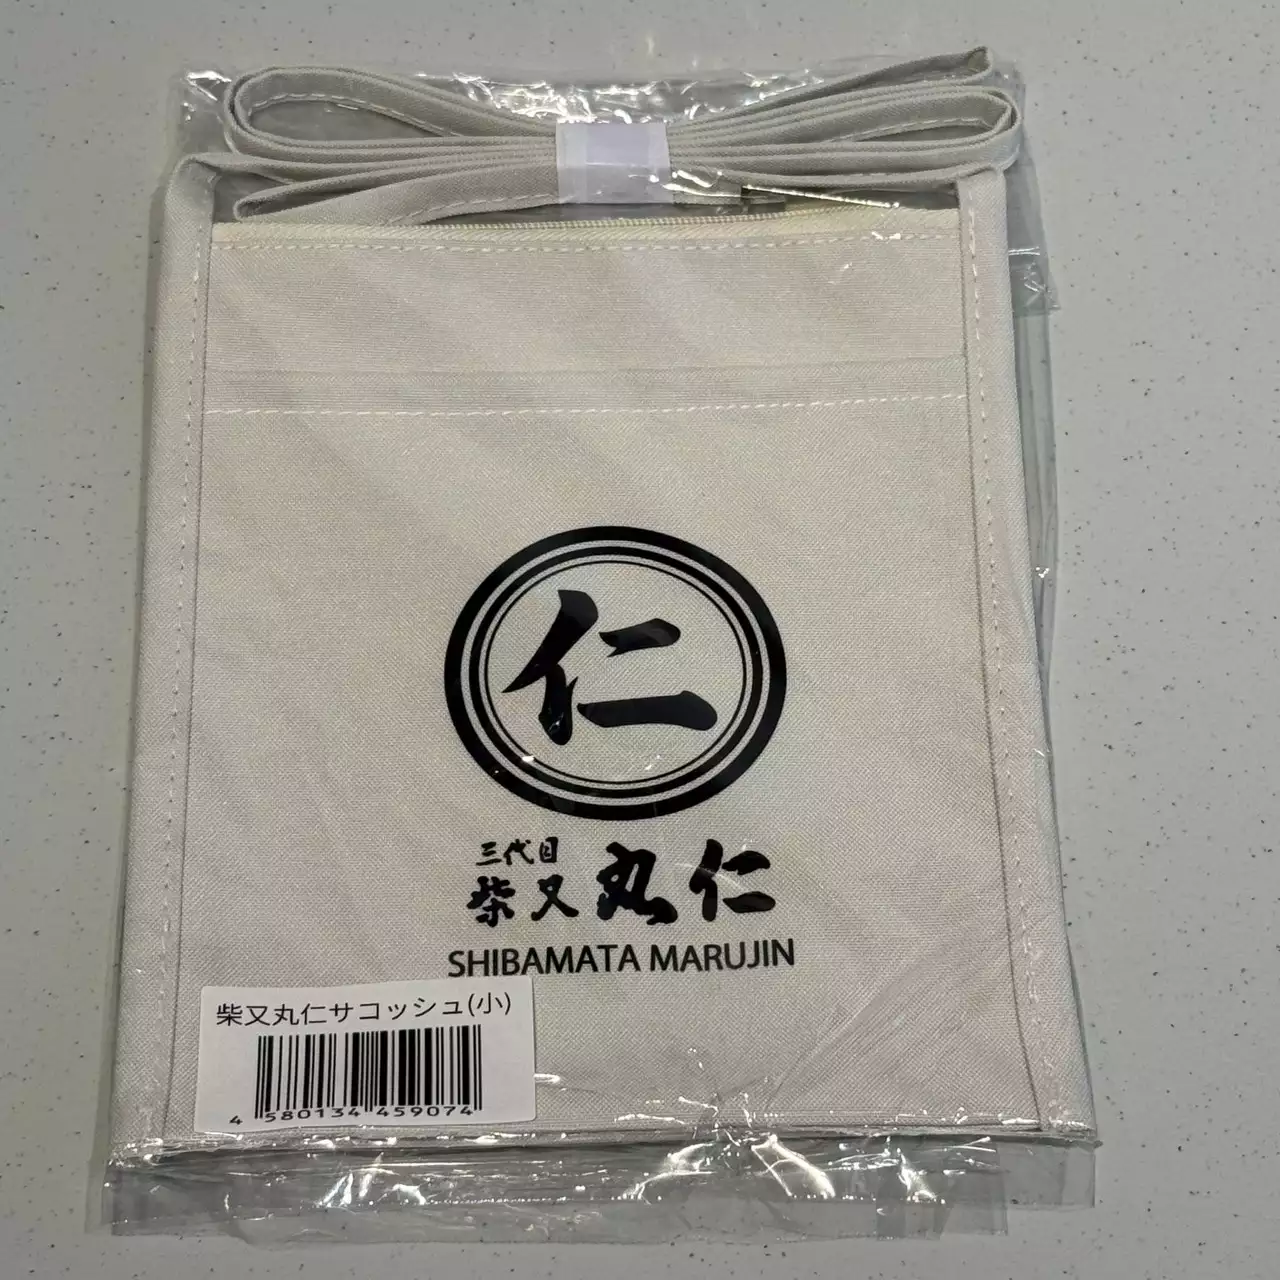 仁
三代目
柴又丸仁
SHIBAMATA MARUJIN
柴又丸仁サコッシュ(小)
4 580134 459074